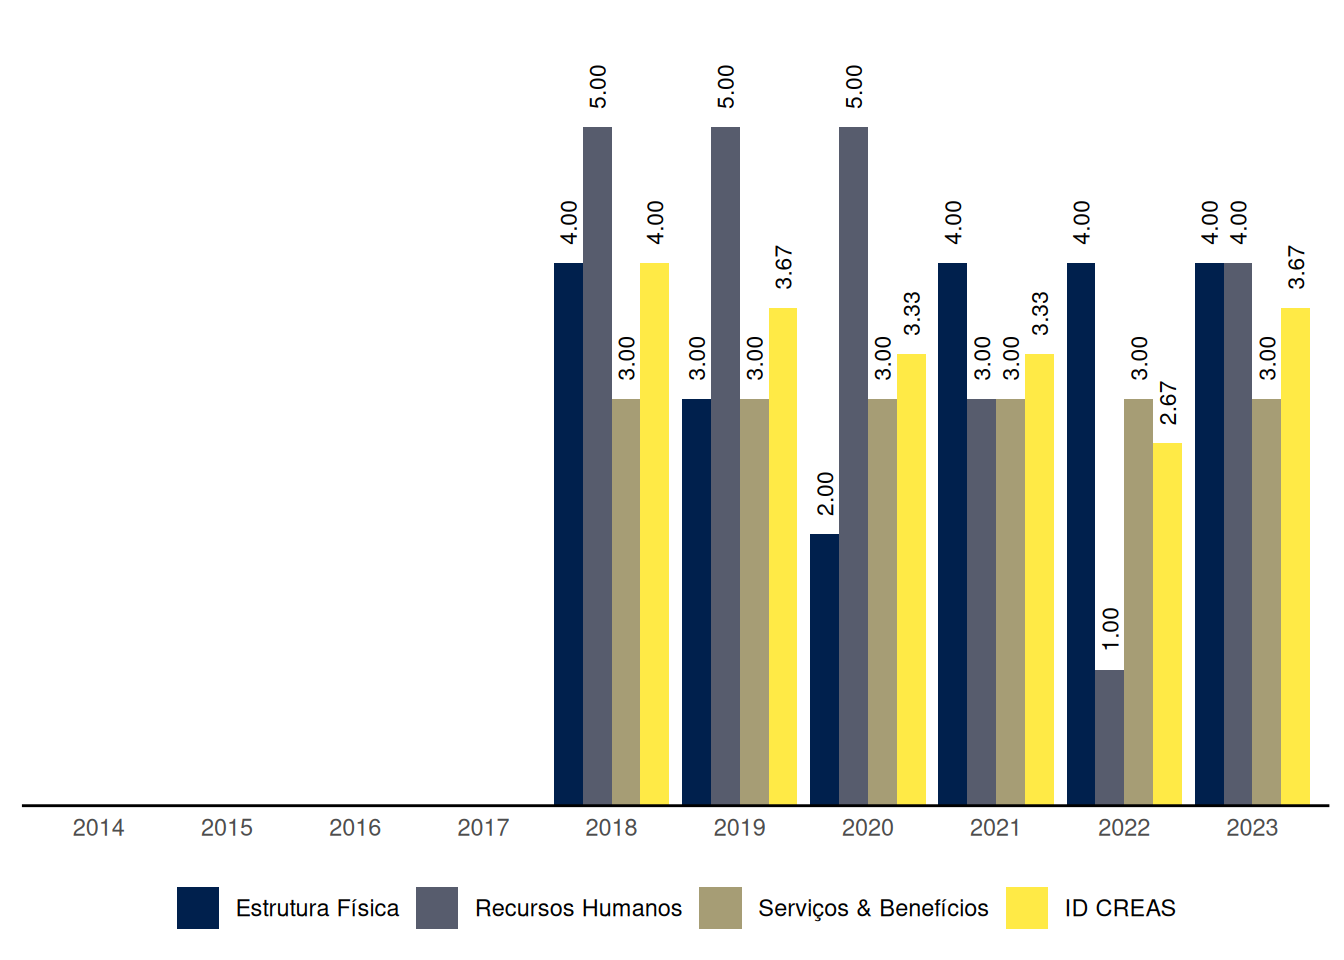 5.00 5.00 5.00
4.00 4.00 4.00 4.00 4.00 4.00
3.67 3.67
3.33 3.33
3.00 3.00 3.00 3.00 3.00 3.00 3.00 3.00
2.67
2.00
1.00
2014 2015 2016 2017 2018 2019 2020 2021 2022 2023
Estrutura Física Recursos Humanos Serviços & Benefícios ID CREAS